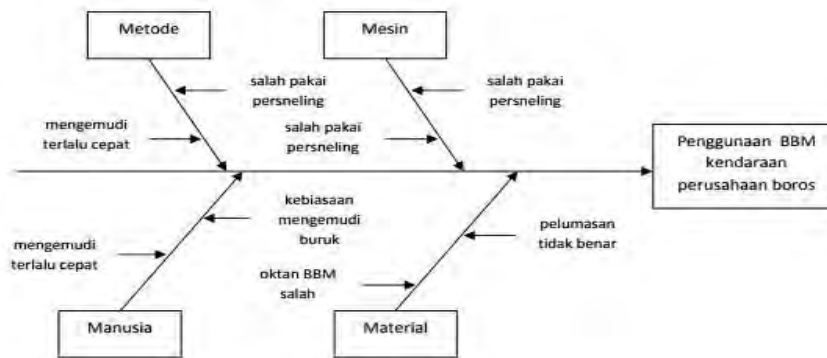 Metode
Mesin
salah pakai
persneling
salah pakai
persneling
mengemudi
terlalu cepat
salah pakai
persneling
Penggunaan BBM
kendaraan
perusahaan boros
kebiasaan
mengemudi
buruk
pelumasan
tidak benar
mengemudi
terlalu cepat
oktan BBM
salah
Manusia
Material